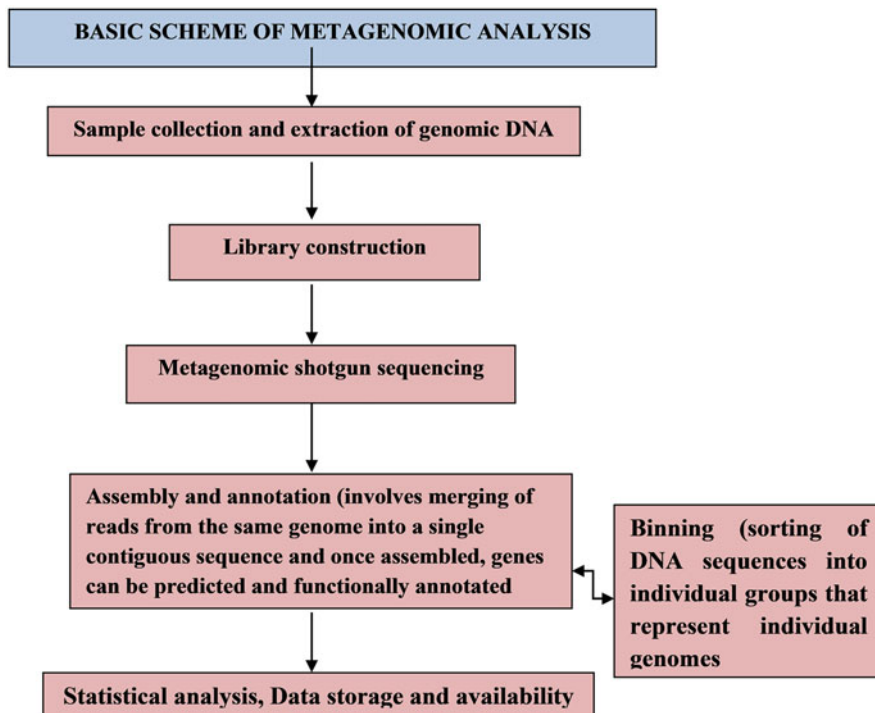 BASIC SCHEME OF METAGENOMIC ANALYSIS
Sample collection and extraction of genomic DNA
Library construction
Metagenomic shotgun sequencing
Assembly and annotation (involves merging of
reads from the same genome into a single
contiguous sequence and once assembled, genes
can be predicted and functionally annotated
Binning (sorting of
DNA sequences into
individual groups that
represent individual
genomes
Statistical analysis, Data storage and availability